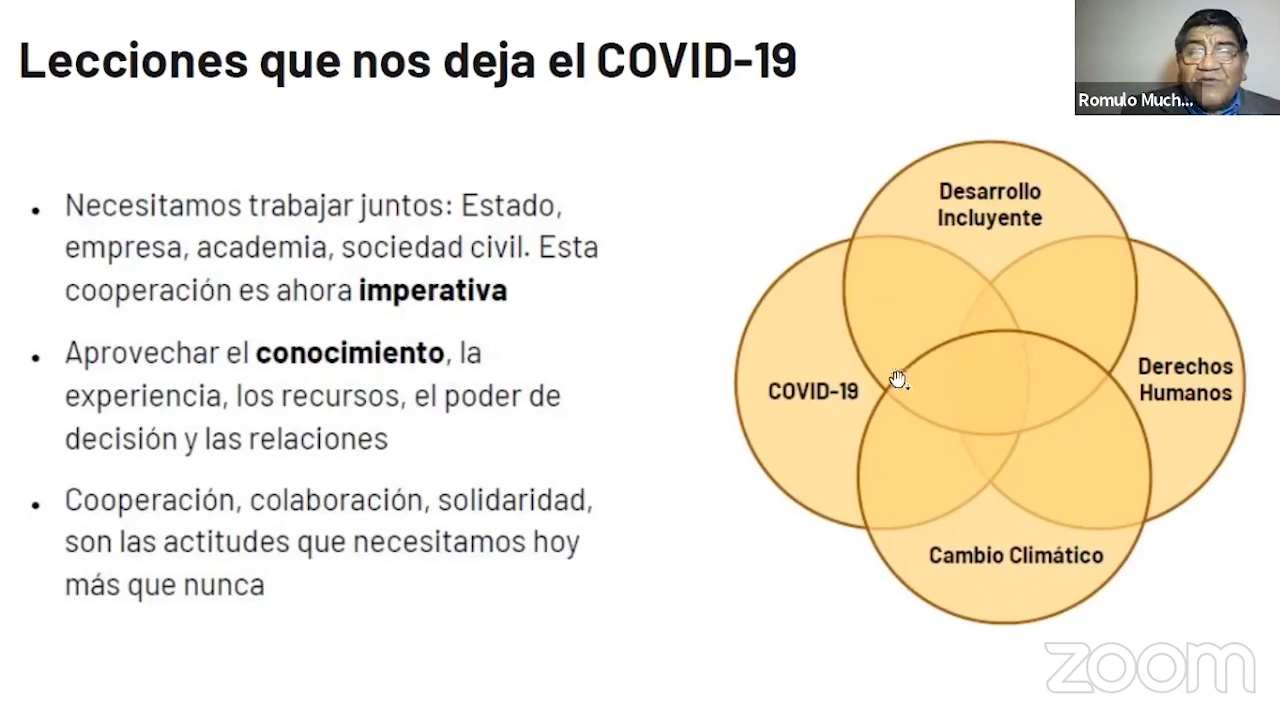 Lecciones que nos deja el COVID-19
Romulo Much...
• Necesitamos trabajar juntos: Estado,
empresa, academia, sociedad civil. Esta
cooperación es ahora imperativa
• Aprovechar el conocimiento, la
experiencia, los recursos, el poder de
decisión y las relaciones
• Cooperación, colaboración, solidaridad,
son las actitudes que necesitamos hoy
más que nunca
Desarrollo
Incluyente
COVID-19
Derechos
Humanos
Cambio Climático
zoom